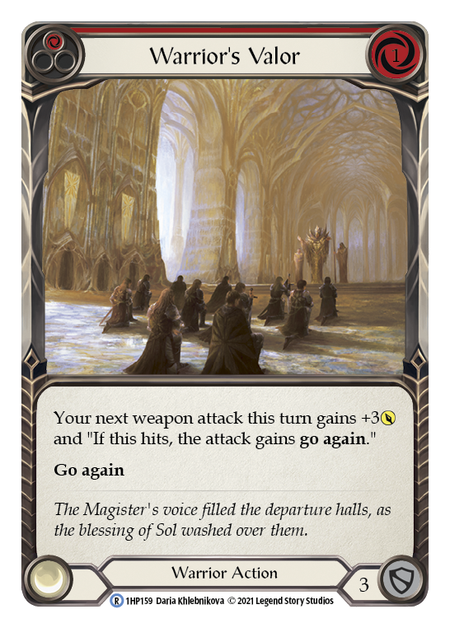 Warrior's Valor
1
Your next weapon attack this turn gains +3
and "If this hits, the attack gains go again."
Go again
The Magister's voice filled the departure halls, as
the blessing of Sol washed over them.
Warrior Action
3
R 1HP159 Daria Khlebnikova © 2021 Legend Story Studios